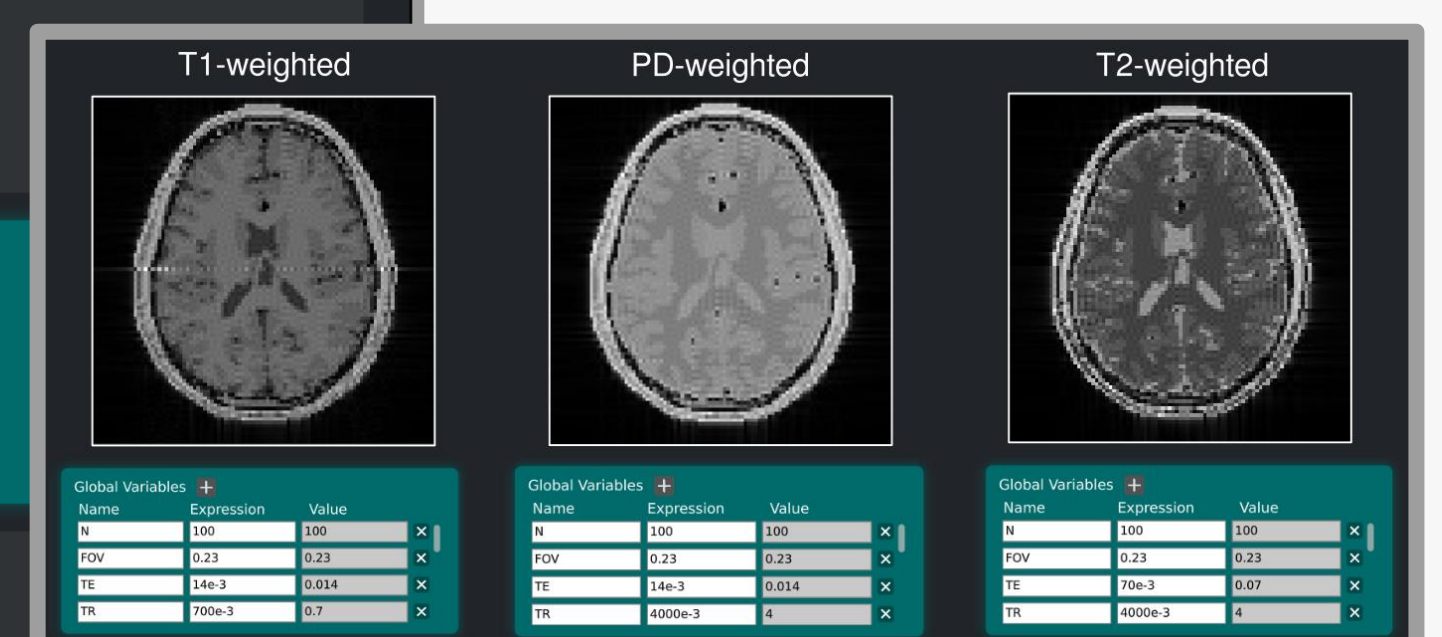 T1-weighted
PD-weighted
T2-weighted
Global Variables +
Name Expression Value
N 100 100 ×
FOV 0.23 0.23 ×
TE 14e-3 0.014 ×
TR 700e-3 0.7 ×
Global Variables +
Name Expression Value
N 100 100 ×
FOV 0.23 0.23 ×
TE 14e-3 0.014 ×
TR 4000e-3 4 ×
Global Variables +
Name Expression Value
N 100 100 ×
FOV 0.23 0.23 ×
TE 70e-3 0.07 ×
TR 4000e-3 4 ×